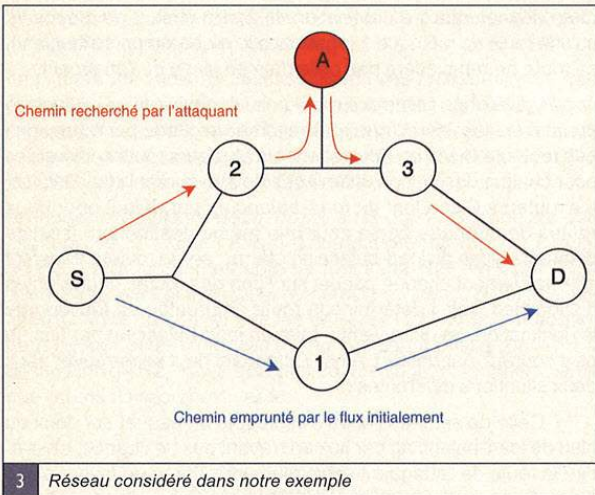 A
Chemin recherché par l'attaquant
2
3
S
D
1
Chemin emprunté par le flux initialement
3 Réseau considéré dans notre exemple